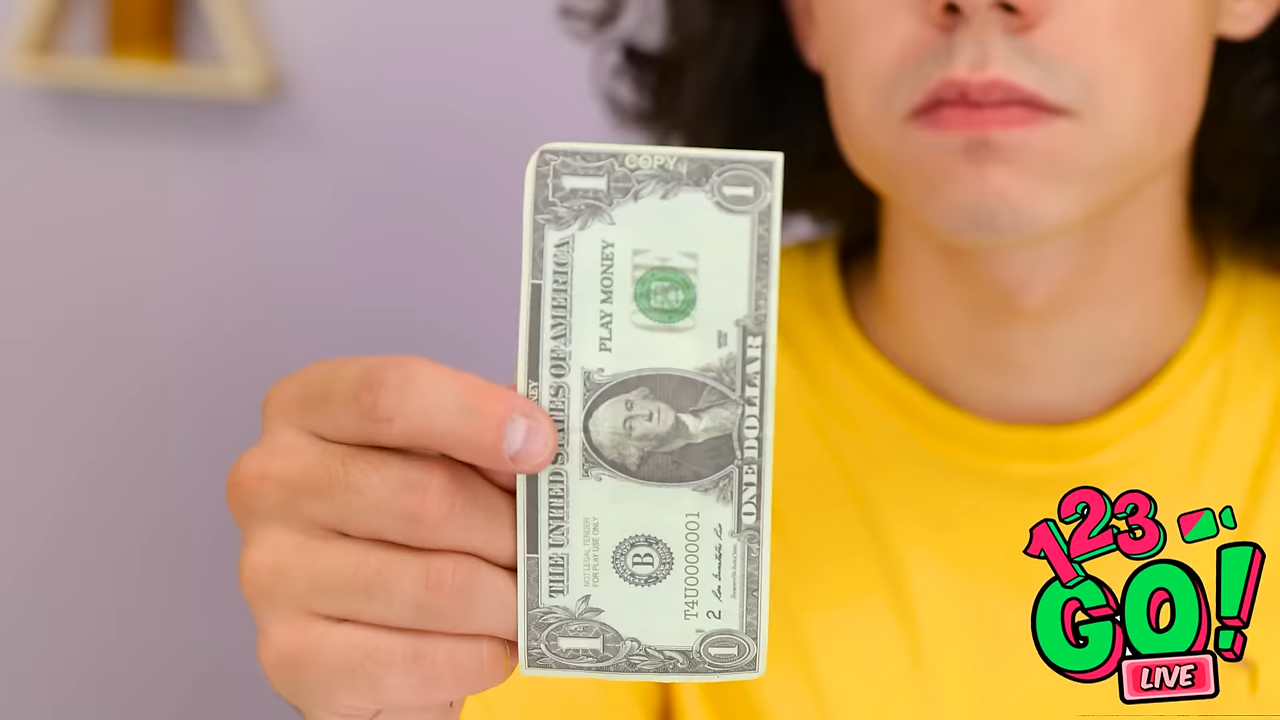 COPY
1
1
THE UNITED STATES OF AMERICA
PLAY MONEY
ONE DOLLAR
NOT LEGAL TENDER
FOR PLAY USE ONLY
B
T4U0000001
2
1
1
123
GO!
LIVE